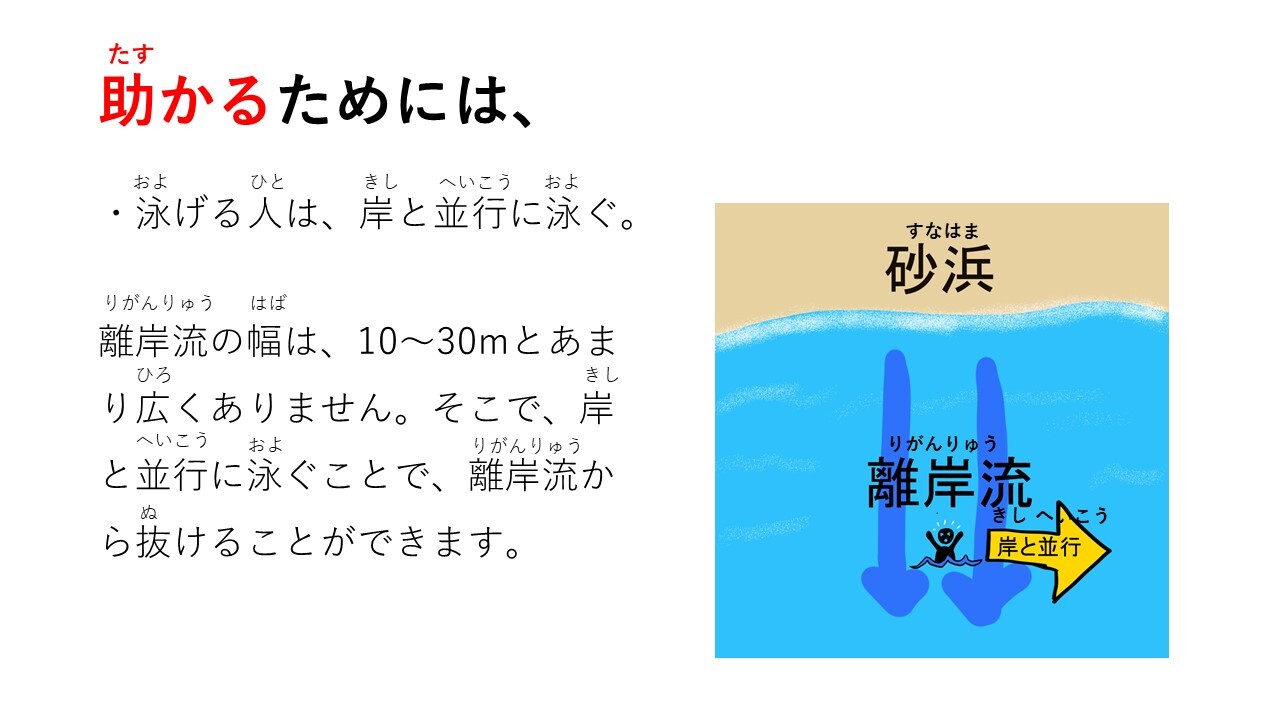 たす
助かるためには、
およ ひと きし へいこう およ
・泳げる人は、岸と並行に泳ぐ。
りがんりゅう はば
離岸流の幅は、10～30mとあま
ひろ きし
り広くありません。そこで、岸
へいこう およ りがんりゅう
と並行に泳ぐことで、離岸流か
ぬ
ら抜けることができます。
すなはま
砂浜
りがんりゅう
離岸流
きし へいこう
岸と並行